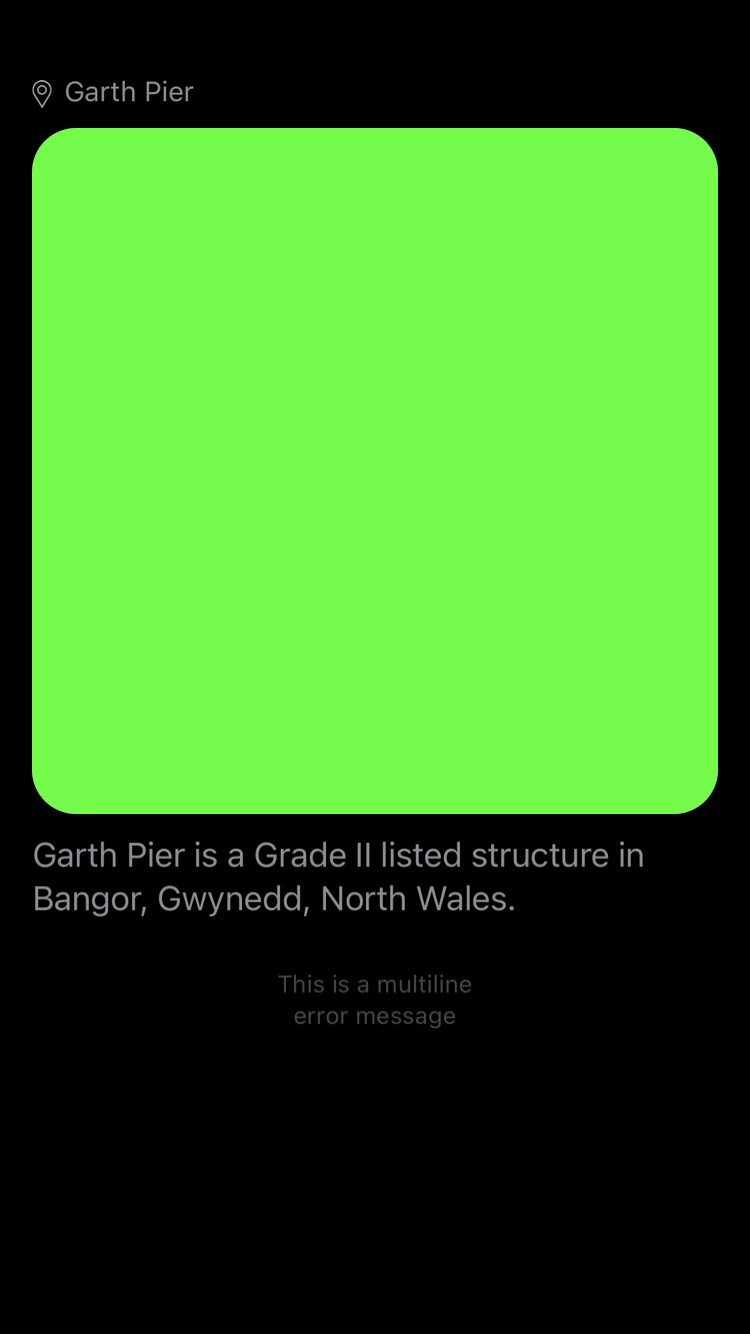 Garth Pier
Garth Pier is a Grade II listed structure in
Bangor, Gwynedd, North Wales.
This is a multiline
error message